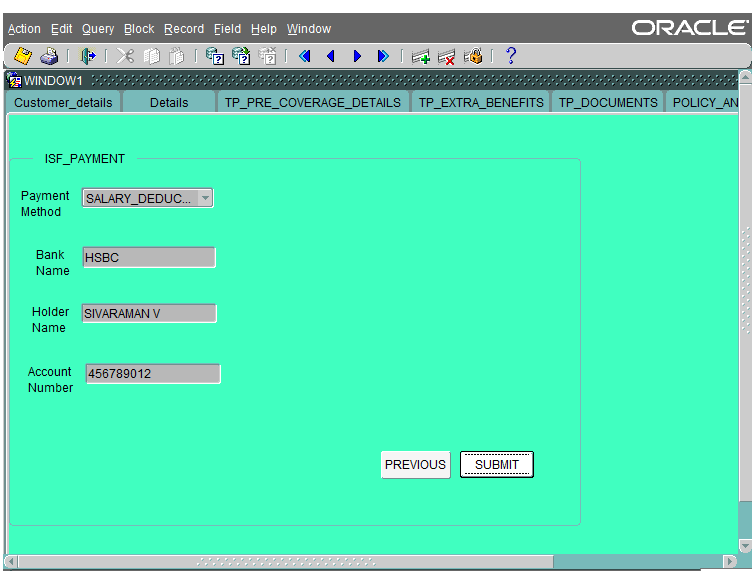 Action Edit Query Block Record Field Help Window
ORACLE
WINDOW1
Customer_details Details TP_PRE_COVERAGE_DETAILS TP_EXTRA_BENEFITS TP_DOCUMENTS POLICY_AN
ISF_PAYMENT
Payment
Method
SALARY_DEDUC...
Bank
Name
HSBC
Holder
Name
SIVARAMAN V
Account
Number
456789012
PREVIOUS SUBMIT